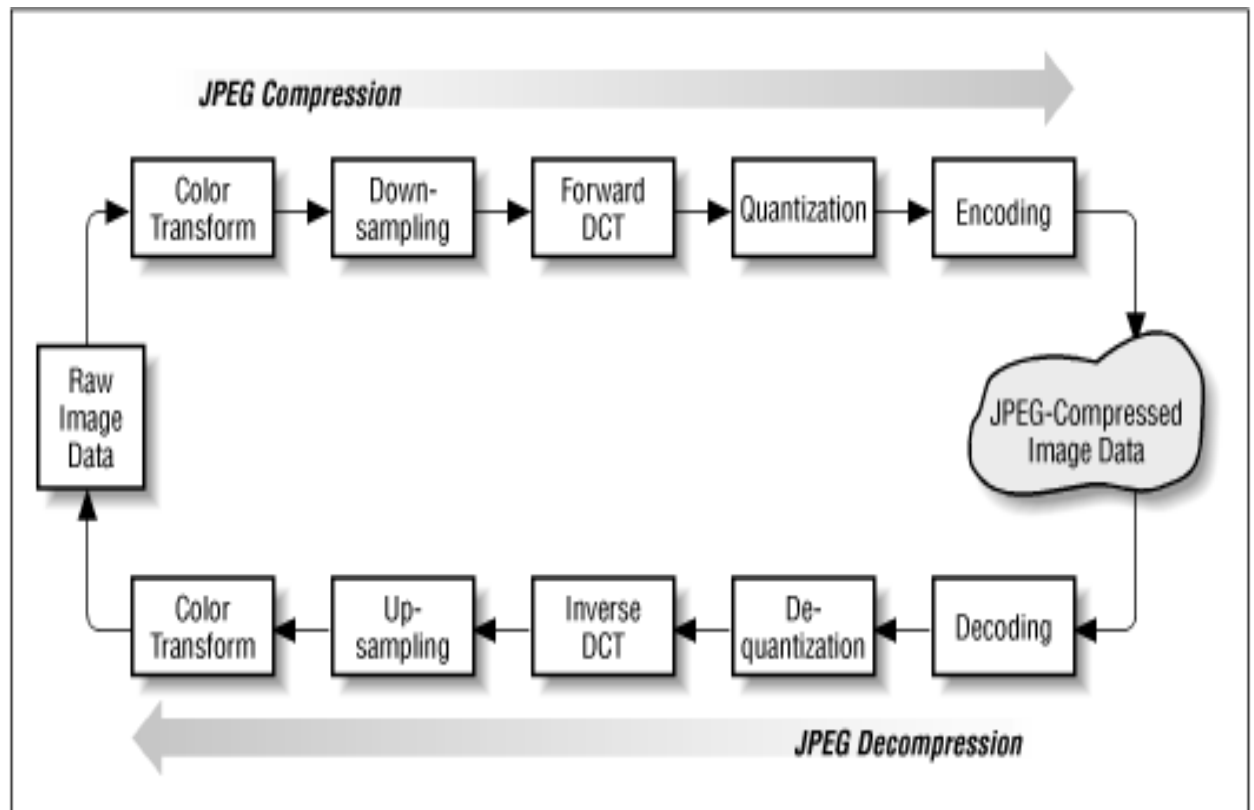 JPEG Compression
Color
Transform
Down-
sampling
Forward
DCT
Quantization
Encoding
Raw
Image
Data
JPEG-Compressed
Image Data
Color
Transform
Up-
sampling
Inverse
DCT
De-
quantization
Decoding
JPEG Decompression